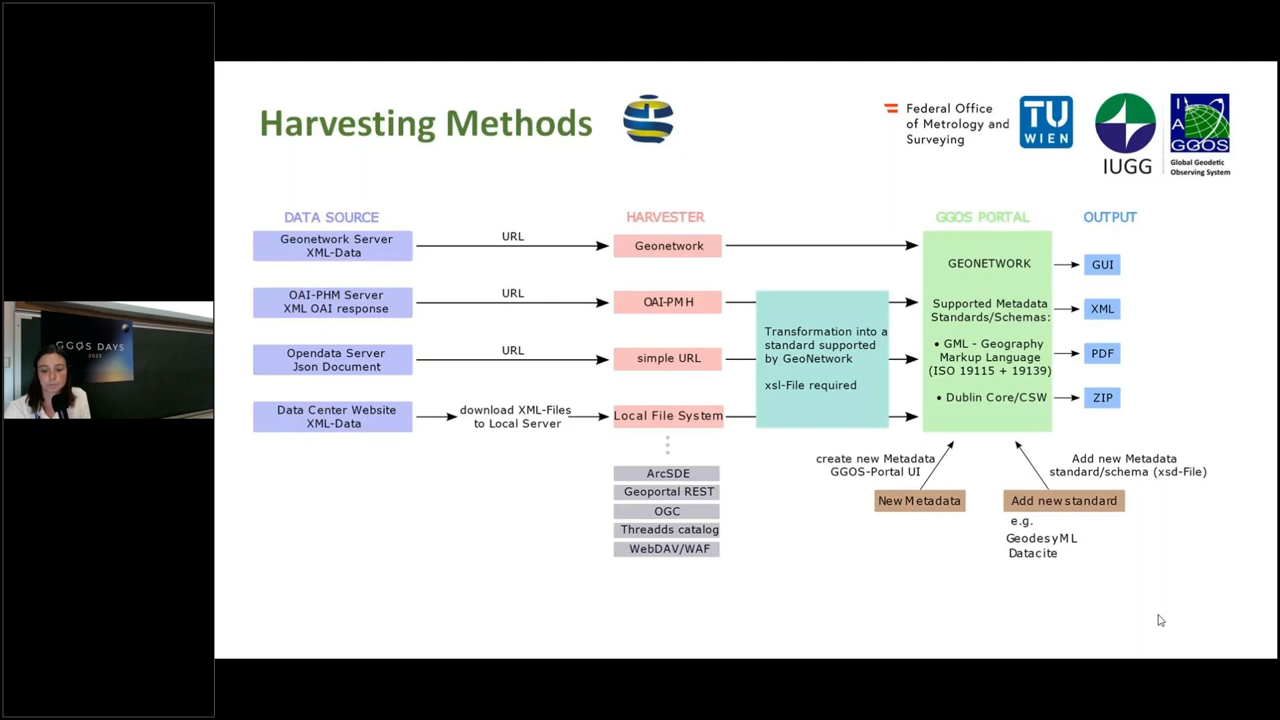 Harvesting Methods
Federal Office
of Metrology and
Surveying
TU
WIEN
IUGG
I
A
GGOS
Global Geodetic
Observing System
DATA SOURCE
HARVESTER
GGOS PORTAL
OUTPUT
Geonetwork Server
XML-Data
URL
Geonetwork
OAI-PHM Server
XML OAI response
URL
OAI-PMH
Opendata Server
Json Document
URL
simple URL
Data Center Website
XML-Data
download XML-Files
to Local Server
Local File System
ArcSDE
Geoportal REST
OGC
Threadds catalog
WebDAV/WAF
Transformation into a
standard supported
by GeoNetwork
xsl-File required
GEONETWORK
Supported Metadata
Standards/Schemas:
• GML - Geography
Markup Language
(ISO 19115 + 19139)
• Dublin Core/CSW
GUI
XML
PDF
ZIP
create new Metadata
GGOS-Portal UI
New Metadata
Add new Metadata
standard/schema (xsd-File)
Add new standard
e.g.
GeodesyML
Datacite
GGOS DAYS
2022